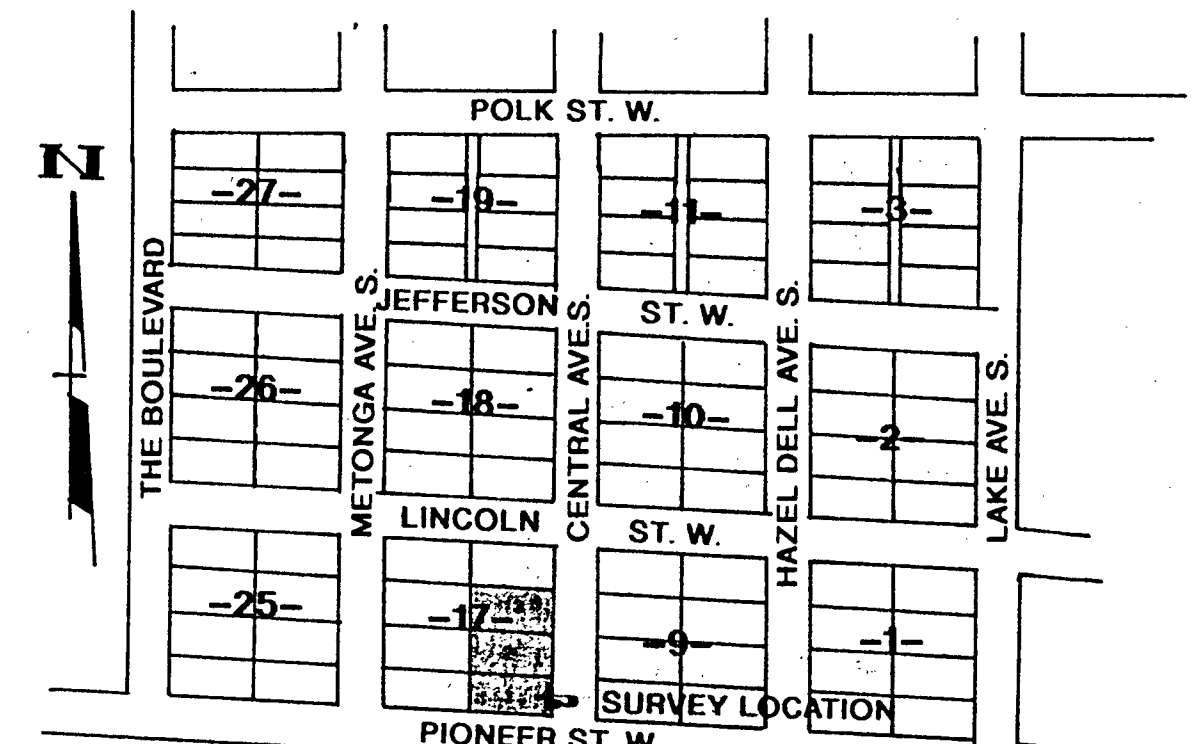 POLK ST. W.
N
-27-
-19-
-11-
-3-
THE BOULEVARD
METONGA AVE. S.
JEFFERSON ST. W.
CENTRAL AVE. S.
HAZEL DELL AVE. S.
LAKE AVE. S.
-26-
-18-
-10-
-2-
LINCOLN ST. W.
-25-
-17-
-9-
-1-
SURVEY LOCATION
PIONEER ST. W.